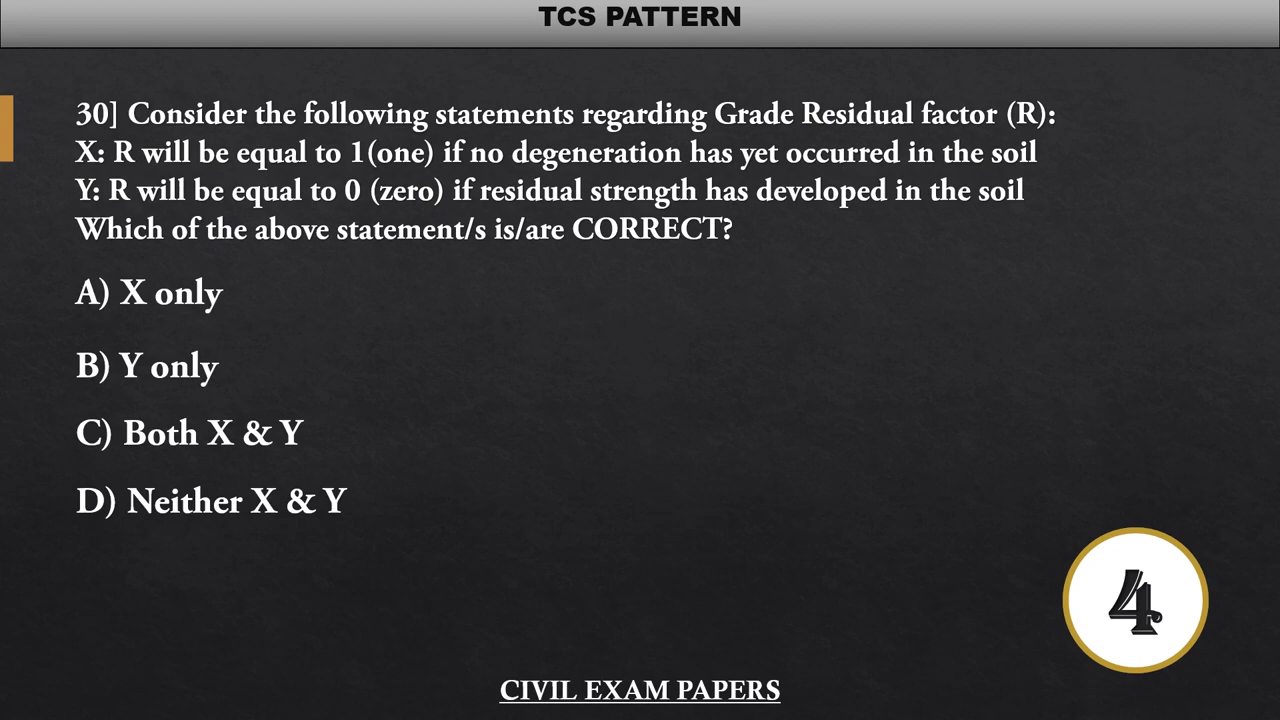 TCS PATTERN
30] Consider the following statements regarding Grade Residual factor (R):
X: R will be equal to 1(one) if no degeneration has yet occurred in the soil
Y: R will be equal to 0 (zero) if residual strength has developed in the soil
Which of the above statement/s is/are CORRECT?
A) X only
B) Y only
C) Both X & Y
D) Neither X & Y
4
CIVIL EXAM PAPERS